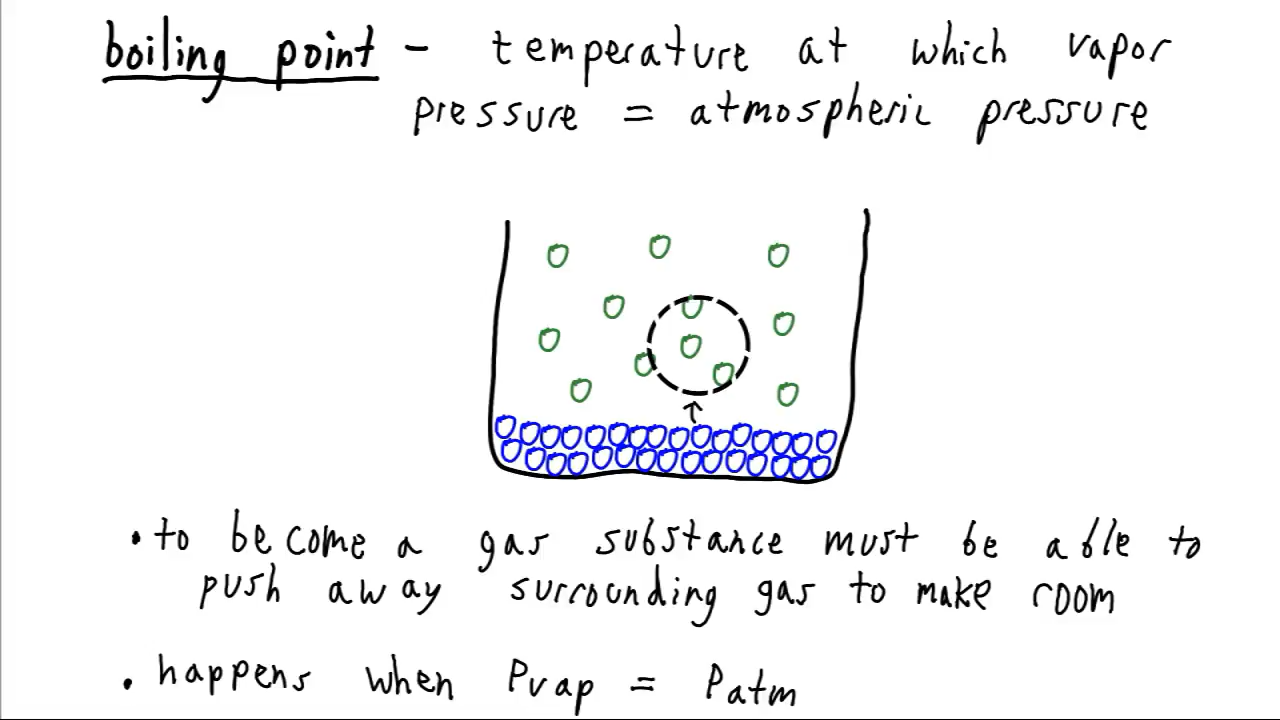 boiling point - temperature at which vapor
pressure = atmospheric pressure
• to become a gas substance must be able to
push away surrounding gas to make room
• happens when Pvap = Patm